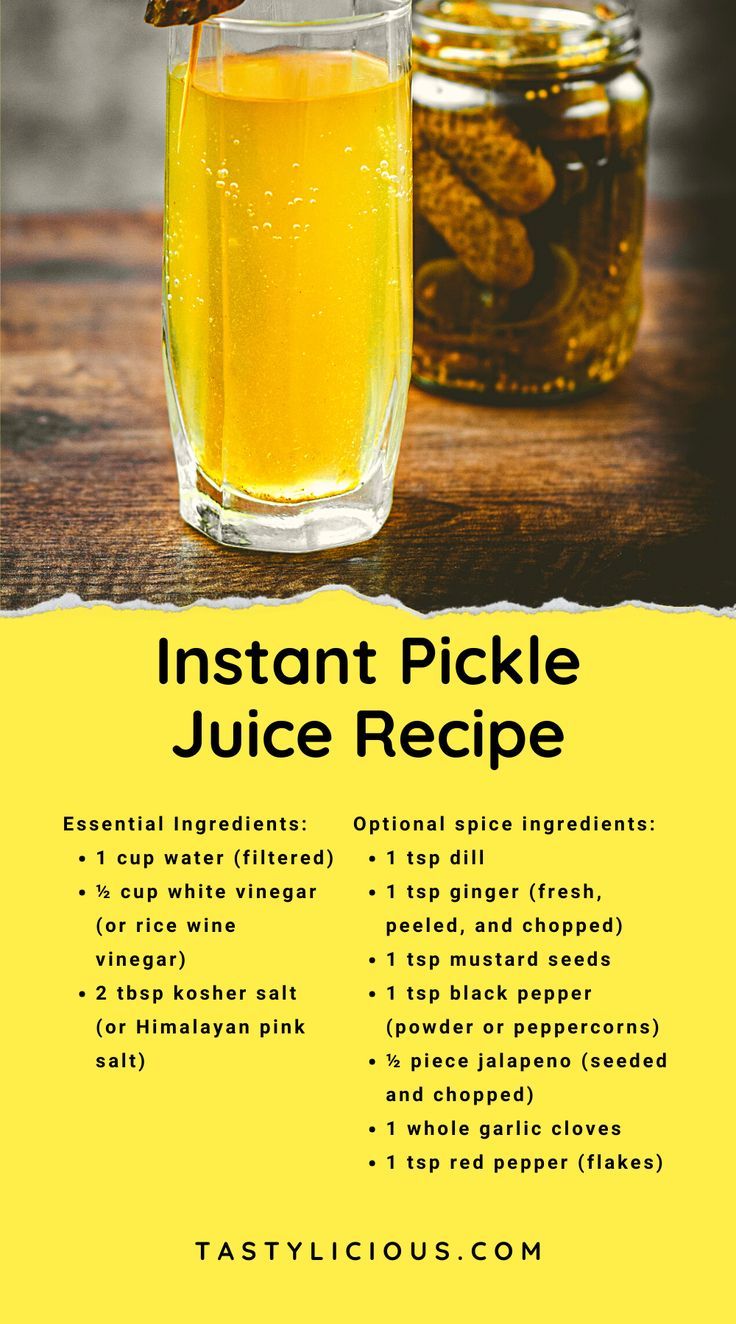 Instant Pickle
Juice Recipe
Essential Ingredients:
• 1 cup water (filtered)
• ½ cup white vinegar
(or rice wine
vinegar)
• 2 tbsp kosher salt
(or Himalayan pink
salt)
Optional spice ingredients:
• 1 tsp dill
• 1 tsp ginger (fresh,
peeled, and chopped)
• 1 tsp mustard seeds
• 1 tsp black pepper
(powder or peppercorns)
• ½ piece jalapeno (seeded
and chopped)
• 1 whole garlic cloves
• 1 tsp red pepper (flakes)
TASTYLICIOUS.COM